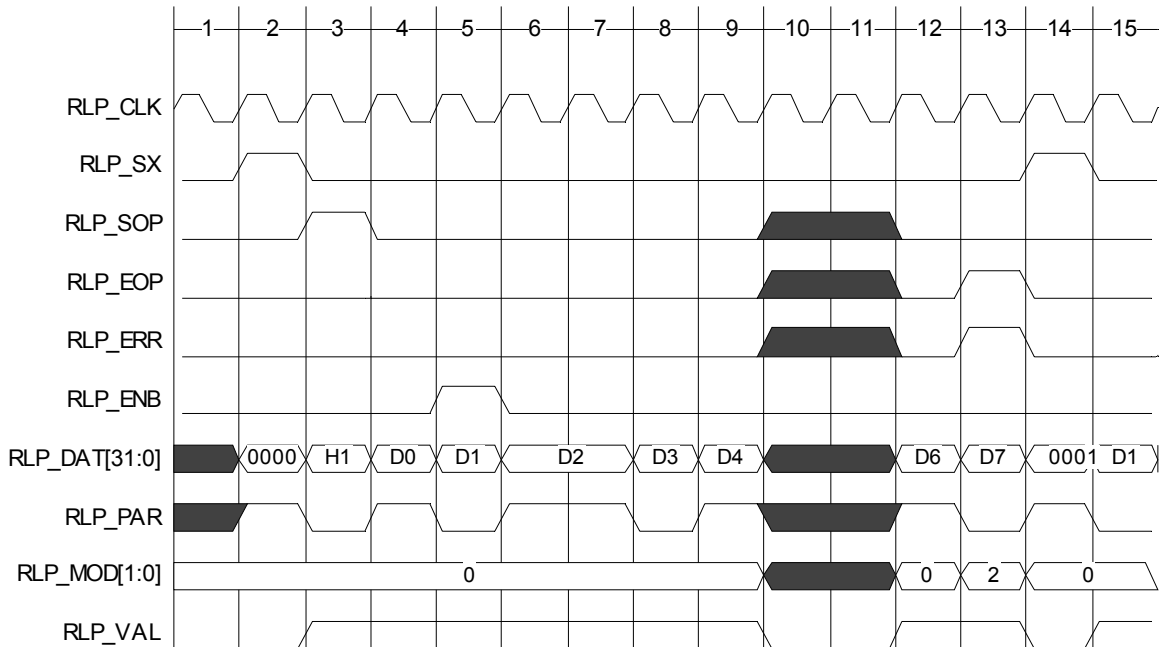 1 2 3 4 5 6 7 8 9 10 11 12 13 14 15
RLP_CLK
RLP_SX
RLP_SOP
RLP_EOP
RLP_ERR
RLP_ENB
RLP_DAT[31:0] 0000 H1 D0 D1 D2 D3 D4 D6 D7 0001 D1
RLP_PAR
RLP_MOD[1:0] 0 0 2 0
RLP_VAL